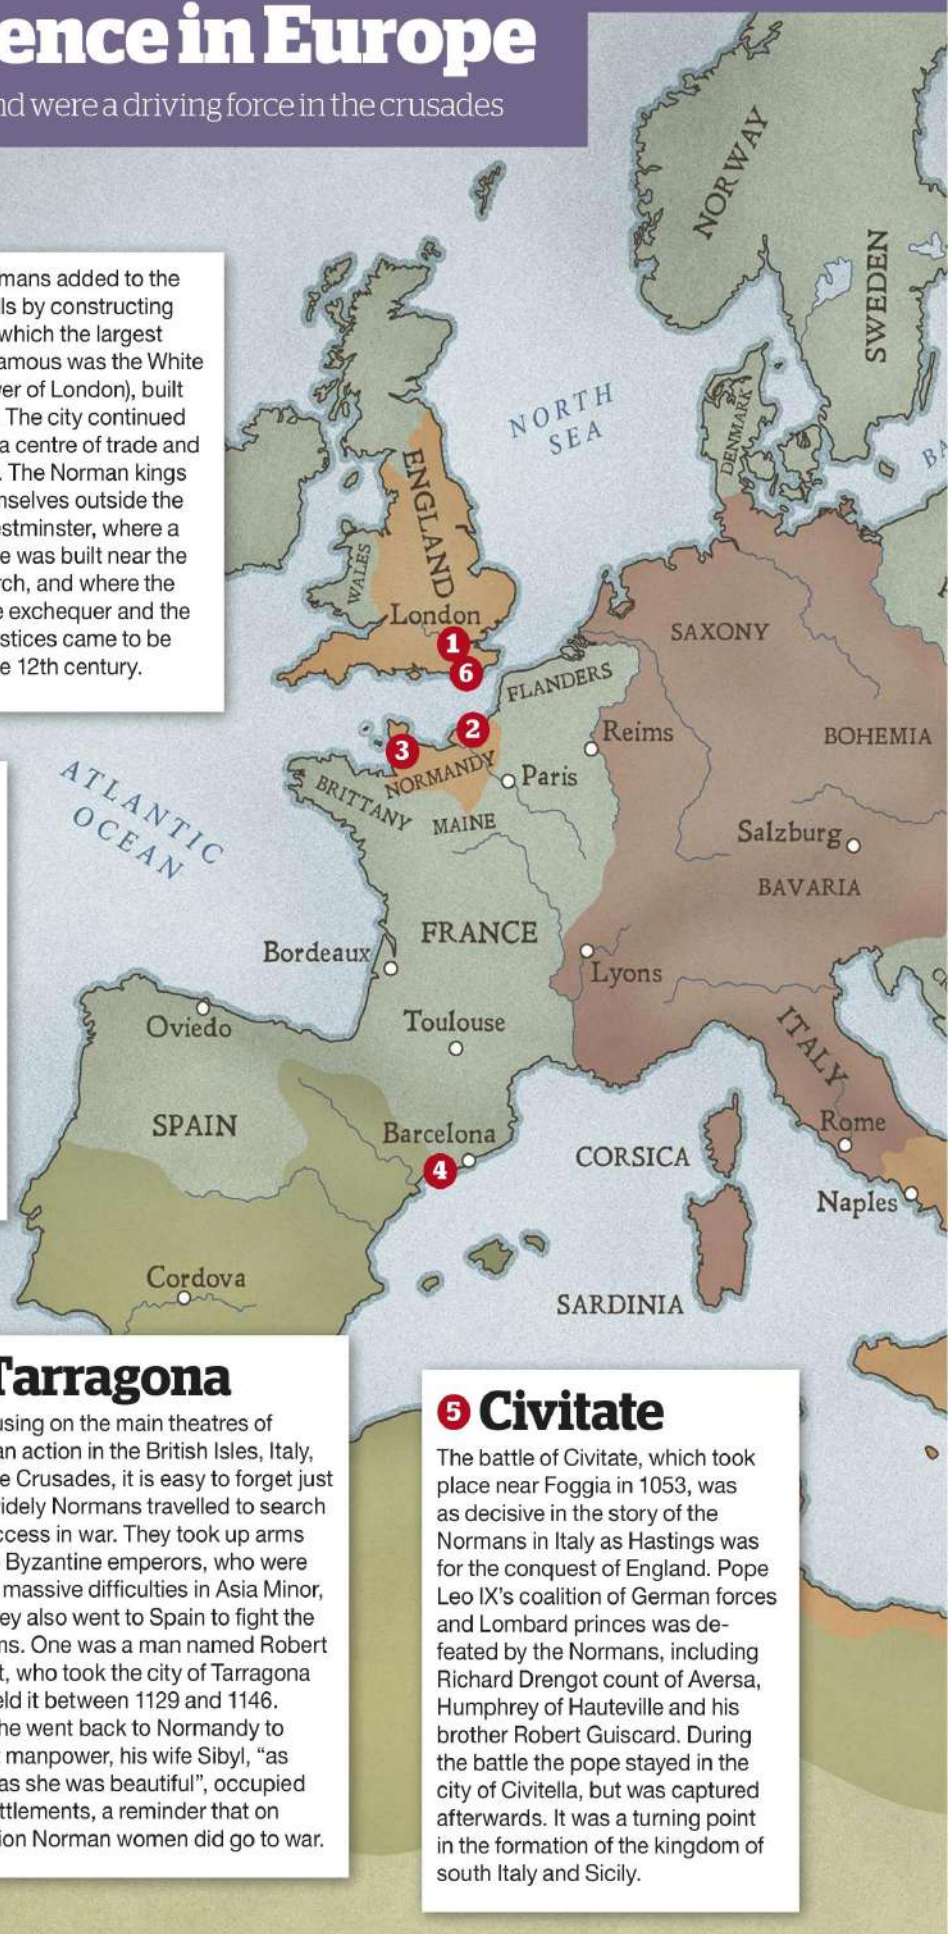 ence in Europe
nd were a driving force in the crusades
mans added to the
lls by constructing
which the largest
amous was the White
er of London), built
The city continued
a centre of trade and
. The Norman kings
mselves outside the
estminster, where a
e was built near the
rch, and where the
e exchequer and the
stices came to be
e 12th century.
NORWAY
SWEDEN
NORTH
SEA
DENMARK
BA
ENGLAND
WALES
London
1
6
SAXONY
FLANDERS
2
3
Reims
BOHEMIA
NORMANDY
Paris
BRITTANY
MAINE
ATLANTIC
OCEAN
Salzburg
BAVARIA
FRANCE
Bordeaux
Lyons
Oviedo
Toulouse
ITALY
SPAIN
Barcelona
4
CORSICA
Rome
Naples
Cordova
SARDINIA
Tarragona
using on the main theatres of
an action in the British Isles, Italy,
e Crusades, it is easy to forget just
idely Normans travelled to search
ccess in war. They took up arms
Byzantine emperors, who were
massive difficulties in Asia Minor,
ey also went to Spain to fight the
ms. One was a man named Robert
t, who took the city of Tarragona
eld it between 1129 and 1146.
he went back to Normandy to
t manpower, his wife Sibyl, “as
as she was beautiful”, occupied
ttlements, a reminder that on
ion Norman women did go to war.
5 Civitate
The battle of Civitate, which took
place near Foggia in 1053, was
as decisive in the story of the
Normans in Italy as Hastings was
for the conquest of England. Pope
Leo IX’s coalition of German forces
and Lombard princes was de-
feated by the Normans, including
Richard Drengot count of Aversa,
Humphrey of Hauteville and his
brother Robert Guiscard. During
the battle the pope stayed in the
city of Civitella, but was captured
afterwards. It was a turning point
in the formation of the kingdom of
south Italy and Sicily.